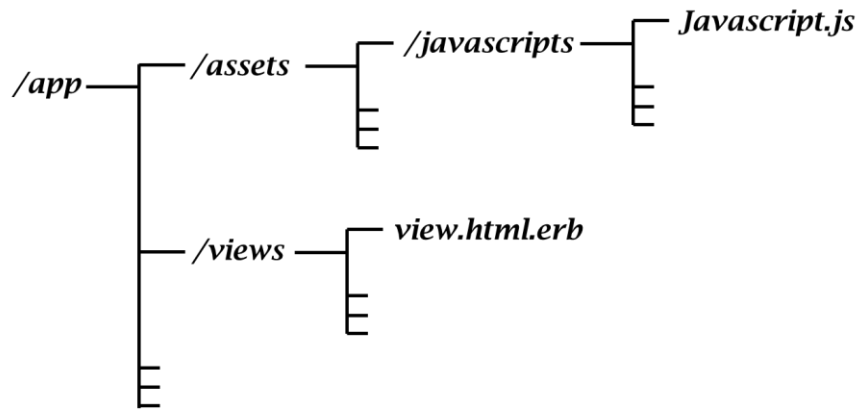 Javascript.js
/javascripts
/assets
/app
view.html.erb
/views